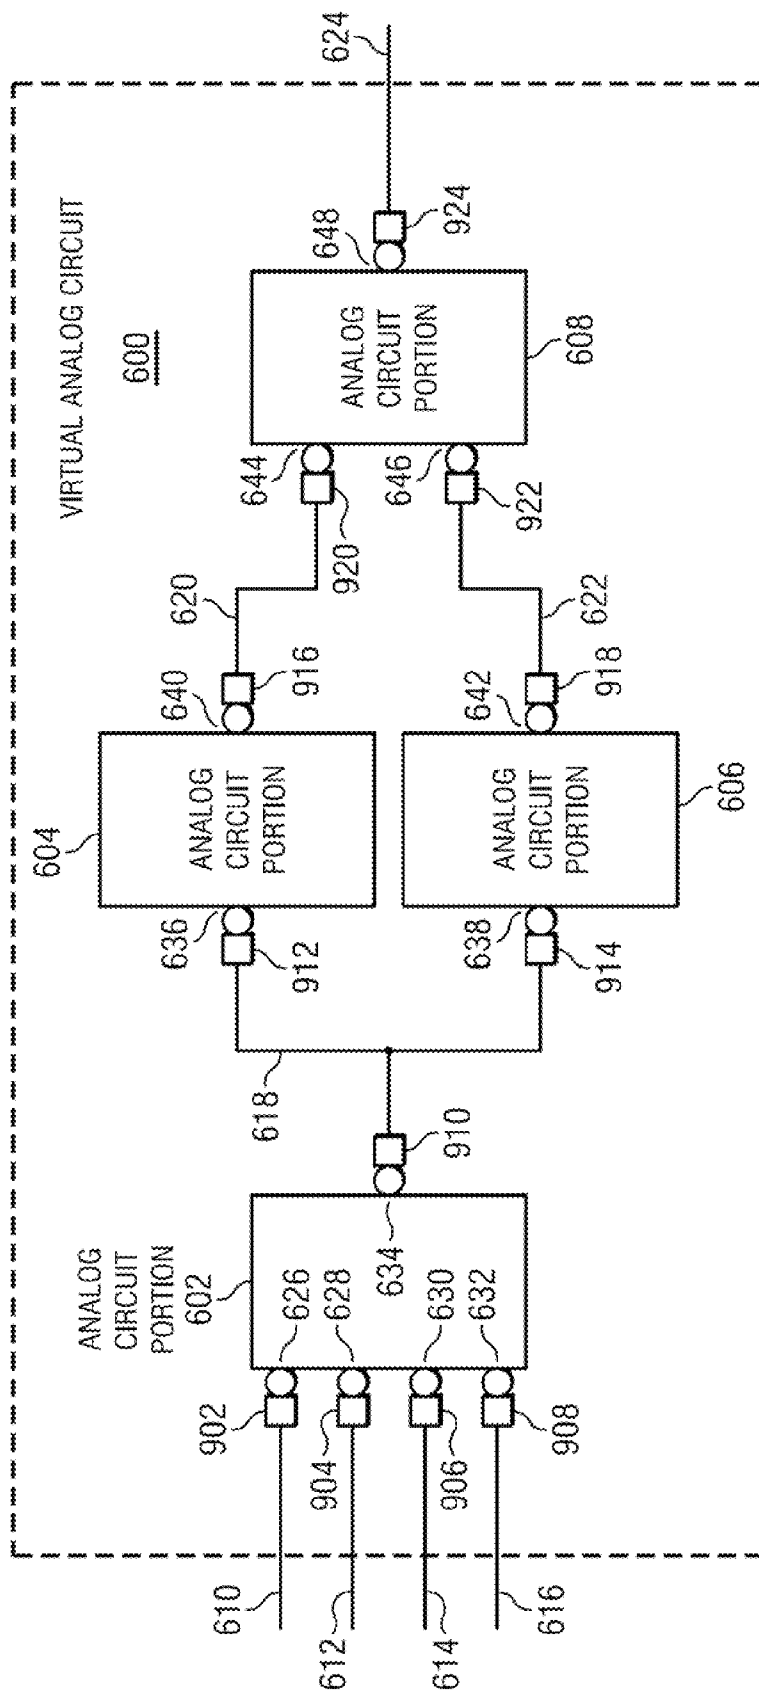 VIRTUAL ANALOG CIRCUIT
600
610
612
614
616
902
904
906
908
ANALOG
CIRCUIT
PORTION
602
626
628
630
632
634
910
618
604
636
912
ANALOG
CIRCUIT
PORTION
640
916
620
638
914
ANALOG
CIRCUIT
PORTION
606
642
918
622
644
920
646
922
ANALOG
CIRCUIT
PORTION
608
648
924
624